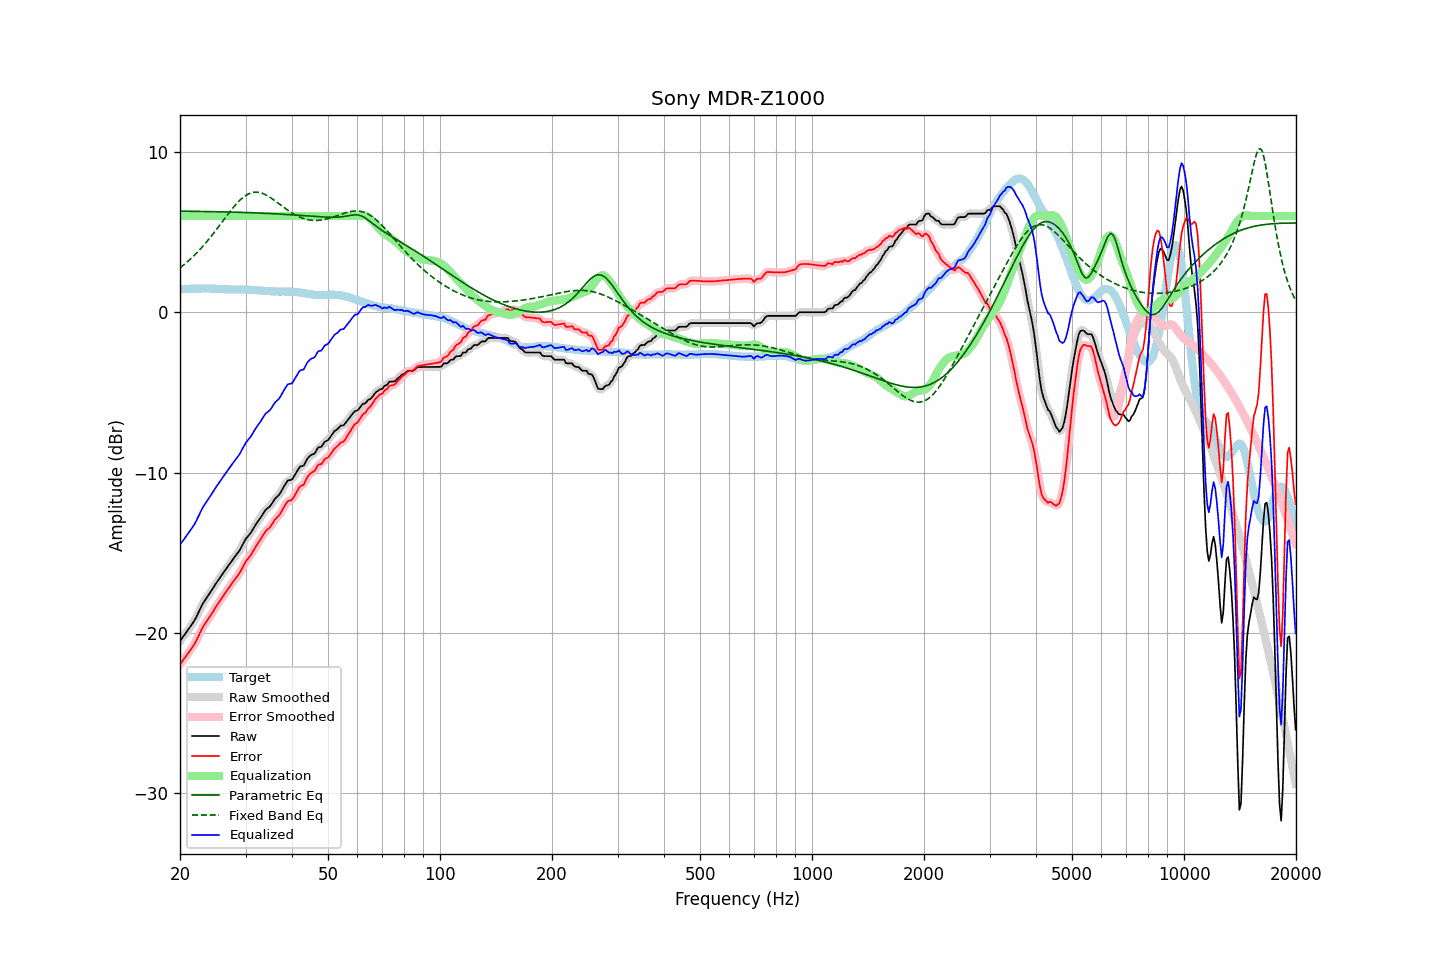 Sony MDR-Z1000
10
0
−10
−20
−30
Amplitude (dBr)
Target
Raw Smoothed
Error Smoothed
Raw
Error
Equalization
Parametric Eq
Fixed Band Eq
Equalized
20 50 100 200 500 1000 2000 5000 10000 20000
Frequency (Hz)